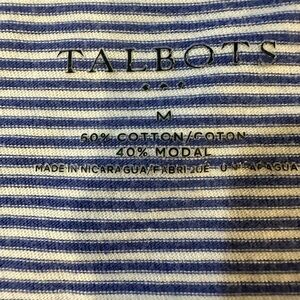 TALBOTS
M
60% COTTON/COTON
40% MODAL
MADE IN NICARAGUA/FABRIQUÉ